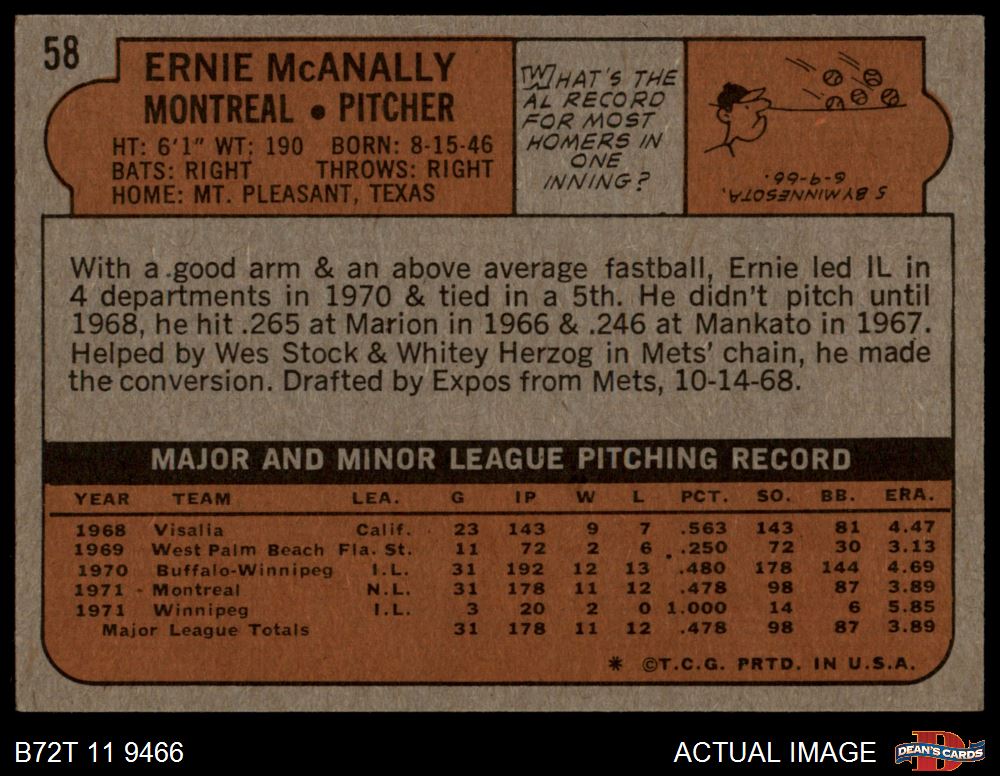 58
ERNIE McANALLY
MONTREAL • PITCHER
HT: 6'1" WT: 190 BORN: 8-15-46
BATS: RIGHT THROWS: RIGHT
HOME: MT. PLEASANT, TEXAS
WHAT'S THE
AL RECORD
FOR MOST
HOMERS IN
ONE
INNING?
5 BY MINNESOTA,
6-9-66.
With a good arm & an above average fastball, Ernie led IL in
4 departments in 1970 & tied in a 5th. He didn't pitch until
1968, he hit .265 at Marion in 1966 & .246 at Mankato in 1967.
Helped by Wes Stock & Whitey Herzog in Mets' chain, he made
the conversion. Drafted by Expos from Mets, 10-14-68.
MAJOR AND MINOR LEAGUE PITCHING RECORD
YEAR TEAM LEA. G IP W L PCT. SO. BB. ERA.
1968 Visalia Calif. 23 143 9 7 .563 143 81 4.47
1969 West Palm Beach Fla. St. 11 72 2 6 .250 72 30 3.13
1970 Buffalo-Winnipeg I.L. 31 192 12 13 .480 178 144 4.69
1971 Montreal N.L. 31 178 11 12 .478 98 87 3.89
1971 Winnipeg I.L. 3 20 2 0 1.000 14 6 5.85
Major League Totals 31 178 11 12 .478 98 87 3.89
* ©T.C.G. PRTD. IN U.S.A.
B72T 11 9466
ACTUAL IMAGE
DEAN'S CARDS